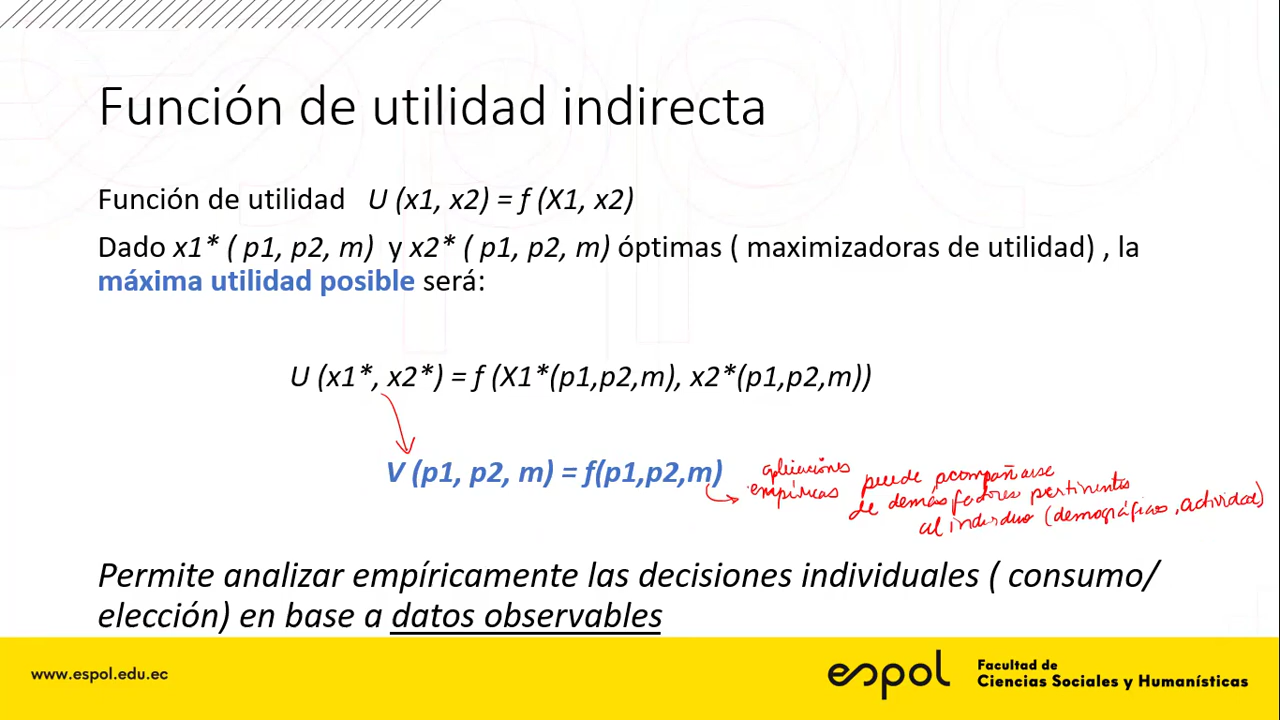 Función de utilidad indirecta
Función de utilidad U (x1, x2) = f (X1, x2)
Dado x1* ( p1, p2, m) y x2* ( p1, p2, m) óptimas ( maximizadoras de utilidad) , la
máxima utilidad posible será:
U (x1*, x2*) = f (X1*(p1,p2,m), x2*(p1,p2,m))
V (p1, p2, m) = f(p1,p2,m)
aplicaciones
empíricas
puede acompañarse
de demás factores pertinentes
al individuo (demográficos, actividad)
Permite analizar empíricamente las decisiones individuales ( consumo/
elección) en base a datos observables
www.espol.edu.ec
espol
Facultad de
Ciencias Sociales y Humanísticas